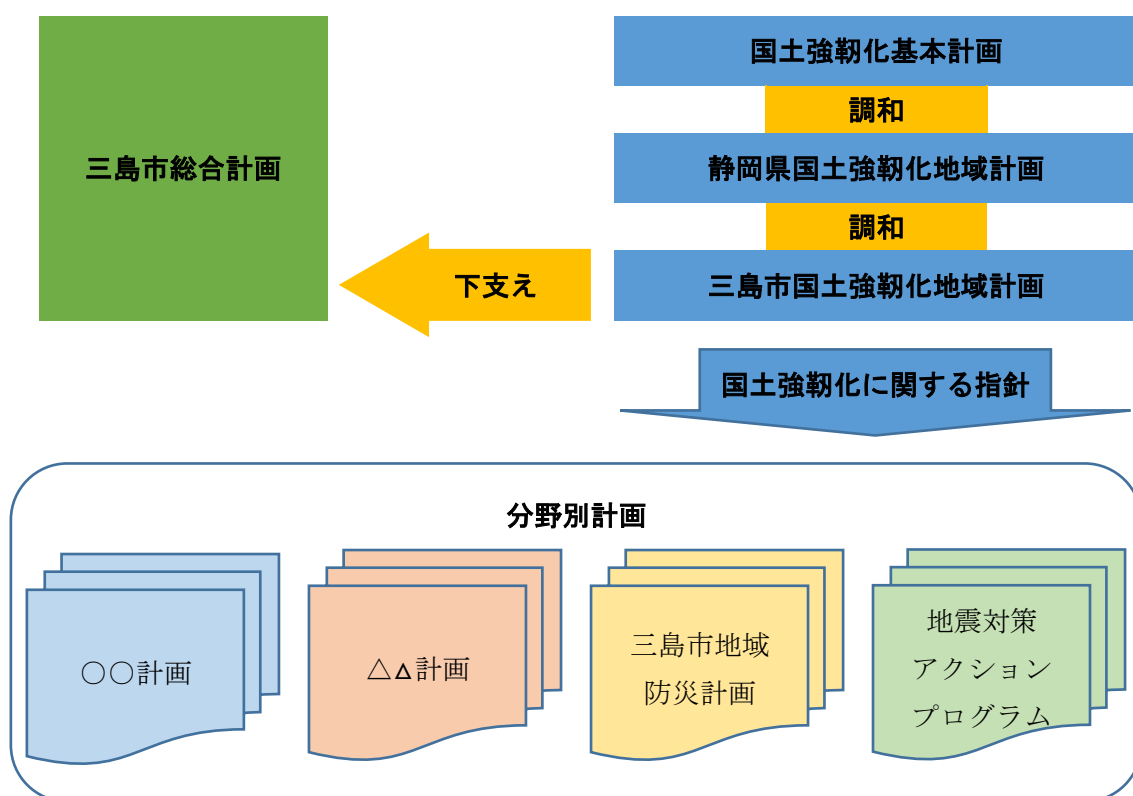 国土強靭化基本計画
調和
三島市総合計画
静岡県国土強靭化地域計画
調和
下支え
三島市国土強靭化地域計画
国土強靭化に関する指針
分野別計画
○○計画
△△計画
三島市地域
防災計画
地震対策
アクション
プログラム